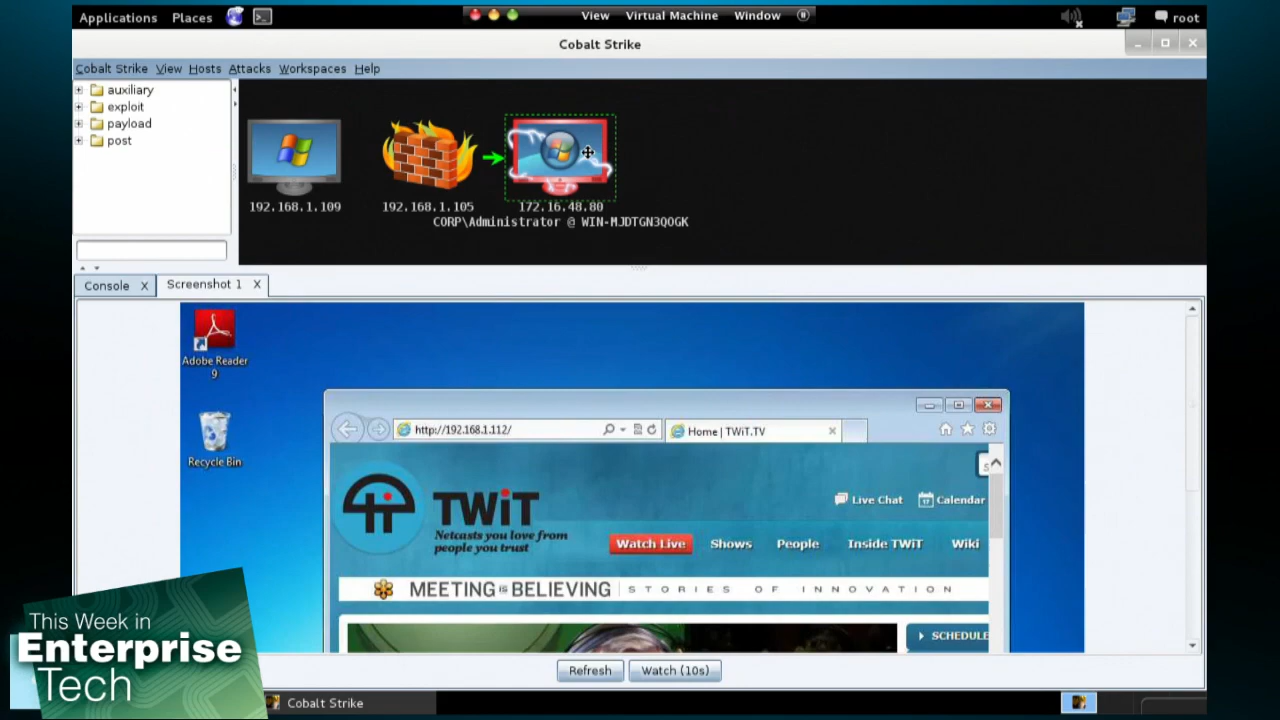 Applications Places View Virtual Machine Window root
Cobalt Strike
Cobalt Strike View Hosts Attacks Workspaces Help
auxiliary
exploit
payload
post
192.168.1.109 192.168.1.105 172.16.48.80
CORP\Administrator @ WIN-MJDTGN3QOGK
Console X Screenshot 1 X
Adobe Reader
9
Recycle Bin
http://192.168.1.112/ Home | TWiT.TV
S
Live Chat 17 Calendar
TWiT
Netcasts you love from
people you trust
Watch Live Shows People Inside TWiT Wiki
MEETING IS BELIEVING STORIES OF INNOVATION
SCHEDULE
Refresh Watch (10s)
This Week in
Enterprise
Tech
Cobalt Strike